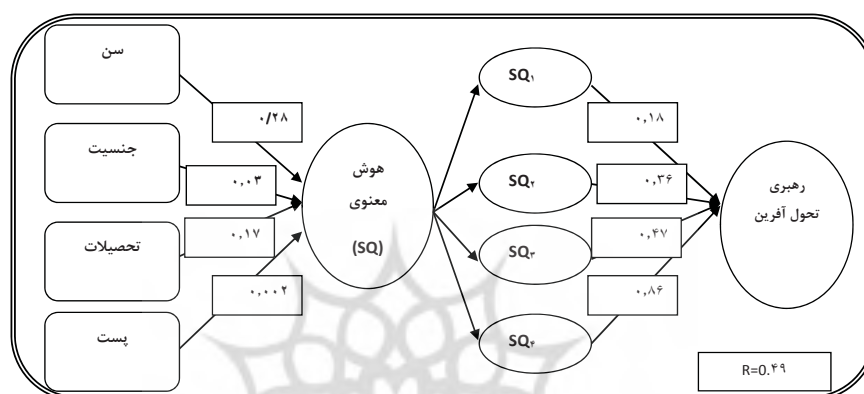 سن
جنسیت
تحصیلات
پست
۰/۲۸
۰,۰۳
۰,۱۷
۰,۰۰۲
هوش
معنوی
(SQ)
SQ۱
SQ۲
SQ۳
SQ۴
۰,۱۸
۰,۳۶
۰,۴۷
۰,۸۶
رهبری
تحول آفرین
R=0.۴۹